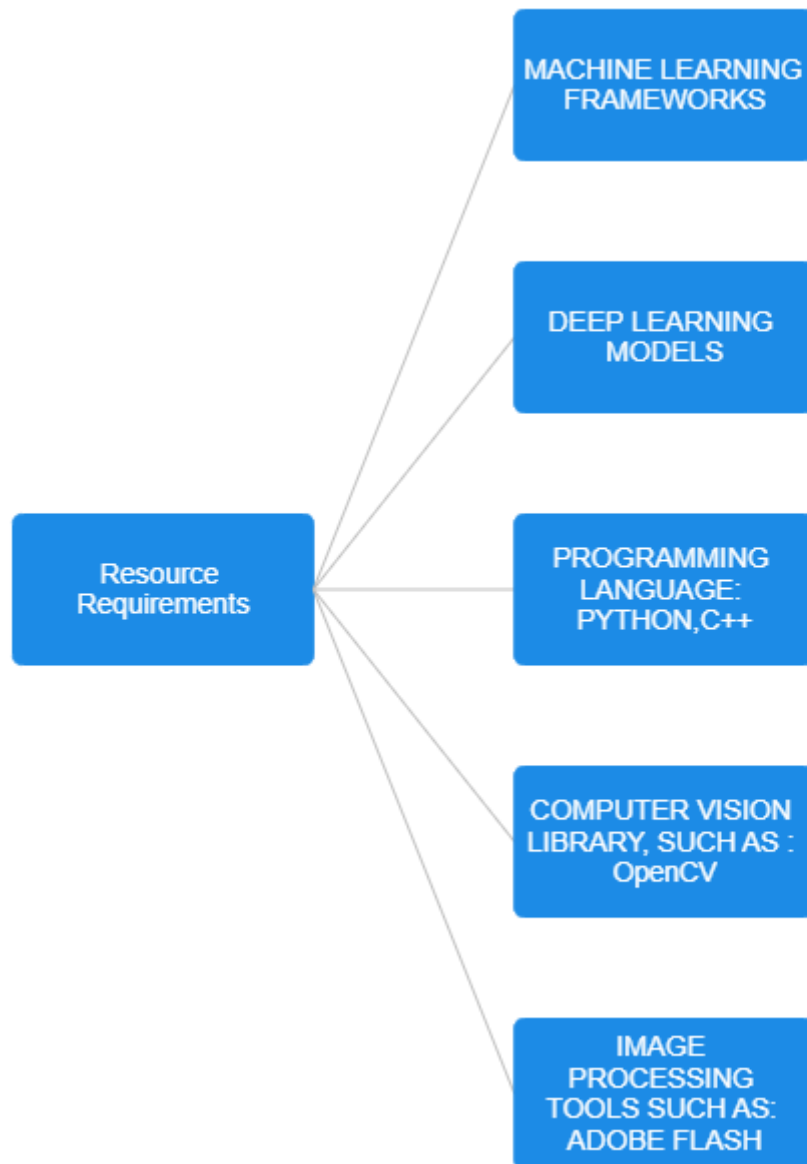 MACHINE LEARNING
FRAMEWORKS
DEEP LEARNING
MODELS
Resource
Requirements
PROGRAMMING
LANGUAGE:
PYTHON,C++
COMPUTER VISION
LIBRARY, SUCH AS :
OpenCV
IMAGE
PROCESSING
TOOLS SUCH AS:
ADOBE FLASH